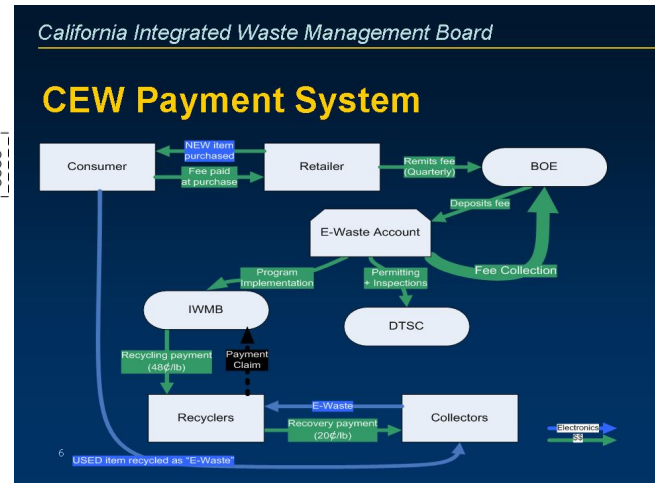 California Integrated Waste Management Board
CEW Payment System
NEW item
purchased
Consumer
Retailer
Fee paid
at purchase
Remits fee
(Quarterly)
BOE
Deposits fee
E-Waste Account
Fee Collection
Program
Implementation
Permitting
+ Inspections
IWMB
DTSC
Recycling payment
(48₵/lb)
Payment
Claim
Recyclers
E-Waste
Recovery payment
(20₵/lb)
Collectors
Electronics
$$
6
USED item recycled as "E-Waste"